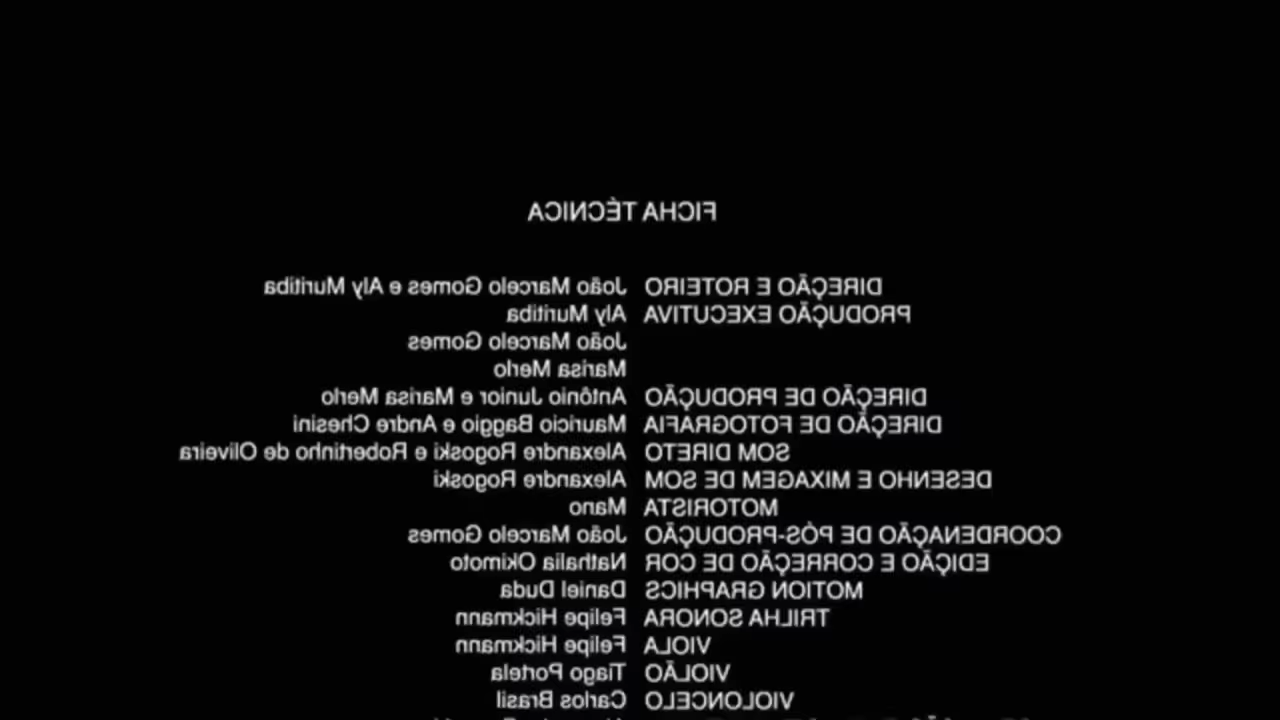 FICHA TÉCNICA
DIREÇÃO E ROTEIRO João Marcelo Gomes e Aly Muritiba
PRODUÇÃO EXECUTIVA Aly Muritiba
João Marcelo Gomes
Marisa Merlo
DIREÇÃO DE PRODUÇÃO Antônio Junior e Marisa Merlo
DIREÇÃO DE FOTOGRAFIA Mauricio Baggio e Andre Chesini
SOM DIRETO Alexandre Rogoski e Robertinho de Oliveira
DESENHO E MIXAGEM DE SOM Alexandre Rogoski
MOTORISTA Mano
COORDENAÇÃO DE PÓS-PRODUÇÃO João Marcelo Gomes
EDIÇÃO E CORREÇÃO DE COR Nathalia Okimoto
MOTION GRAPHICS Daniel Duda
TRILHA SONORA Felipe Hickmann
VIOLA Felipe Hickmann
VIOLÃO Tiago Portela
VIOLONCELO Carlos Brasil